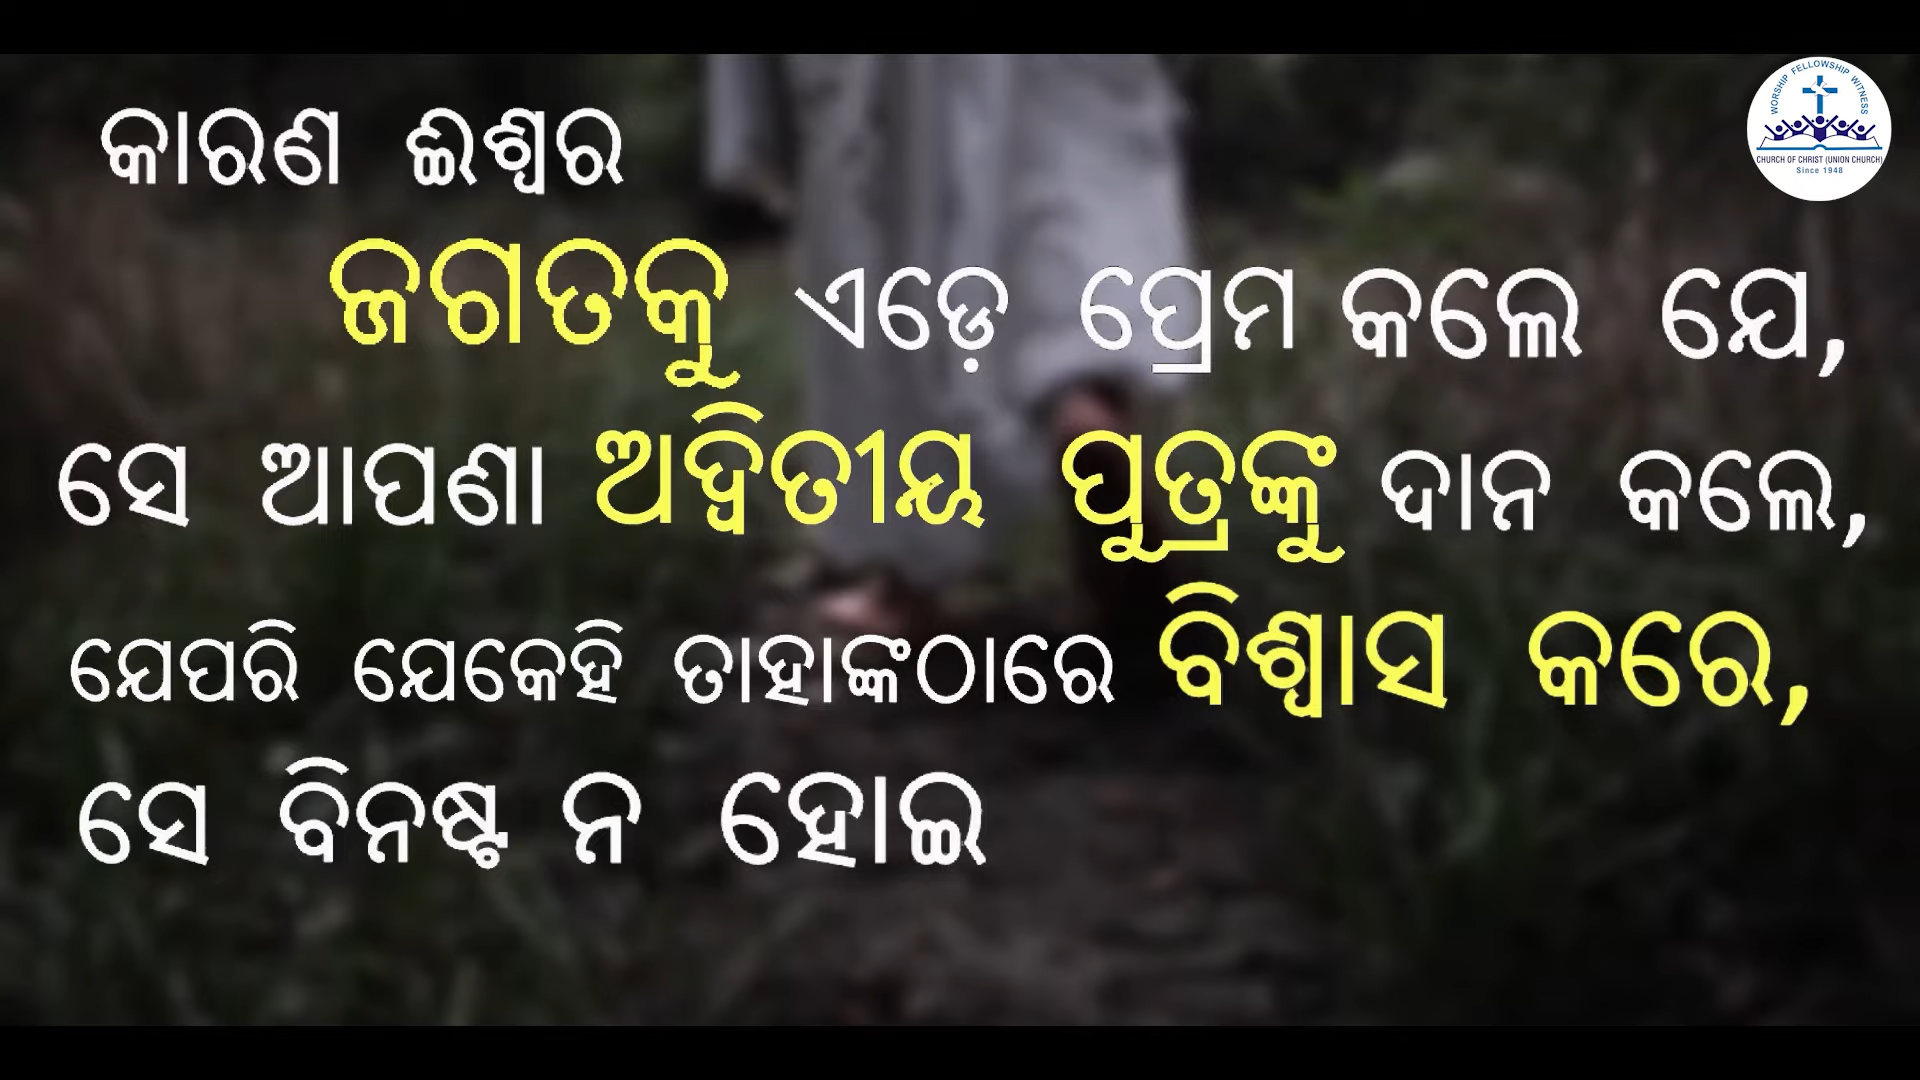 କାରଣ ଈଶ୍ଵର
ଜଗତକୁ ଏଡ଼େ ପ୍ରେମ କଲେ ଯେ,
ସେ ଆପଣା ଅଦ୍ଵିତୀୟ ପୁତ୍ରଙ୍କୁ ଦାନ କଲେ,
ଯେପରି ଯେକେହି ତାହାଙ୍କଠାରେ ବିଶ୍ଵାସ କରେ,
ସେ ବିନଷ୍ଟ ନ ହୋଇ
WORSHIP FELLOWSHIP WITNESS
CHURCH OF CHRIST (UNION CHURCH)
Since 1948